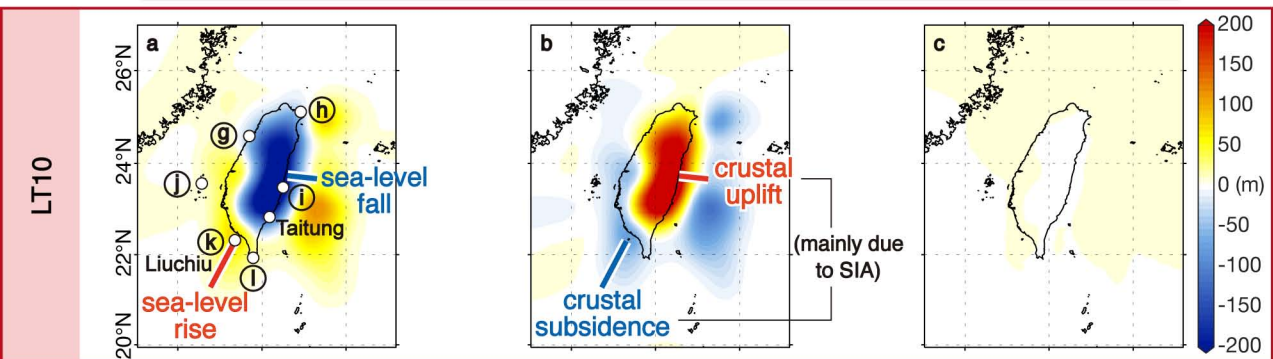 LT10
a
b
c
26°N
24°N
22°N
20°N
g
h
i
j
k
l
sea-level
fall
Taitung
Liuchiu
sea-level
rise
crustal
uplift
crustal
subsidence
(mainly due
to SIA)
200
150
100
50
0 (m)
-50
-100
-150
-200